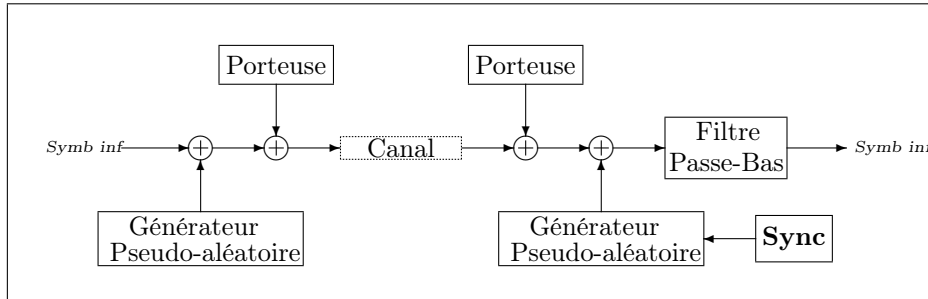 Porteuse
Porteuse
Symb inf
+
+
Canal
+
+
Filtre
Passe-Bas
Symb inf
Générateur
Pseudo-aléatoire
Générateur
Pseudo-aléatoire
Sync